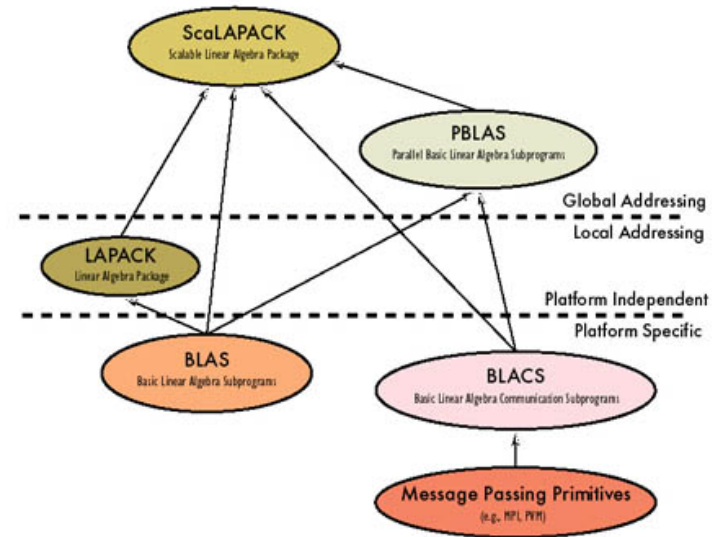 ScaLAPACK
Scalable Linear Algebra Package
PBLAS
Parallel Basic Linear Algebra Subprograms
Global Addressing
Local Addressing
LAPACK
Linear Algebra Package
Platform Independent
Platform Specific
BLAS
Basic Linear Algebra Subprograms
BLACS
Basic Linear Algebra Communication Subprograms
Message Passing Primitives
(e.g., MPI, PVM)